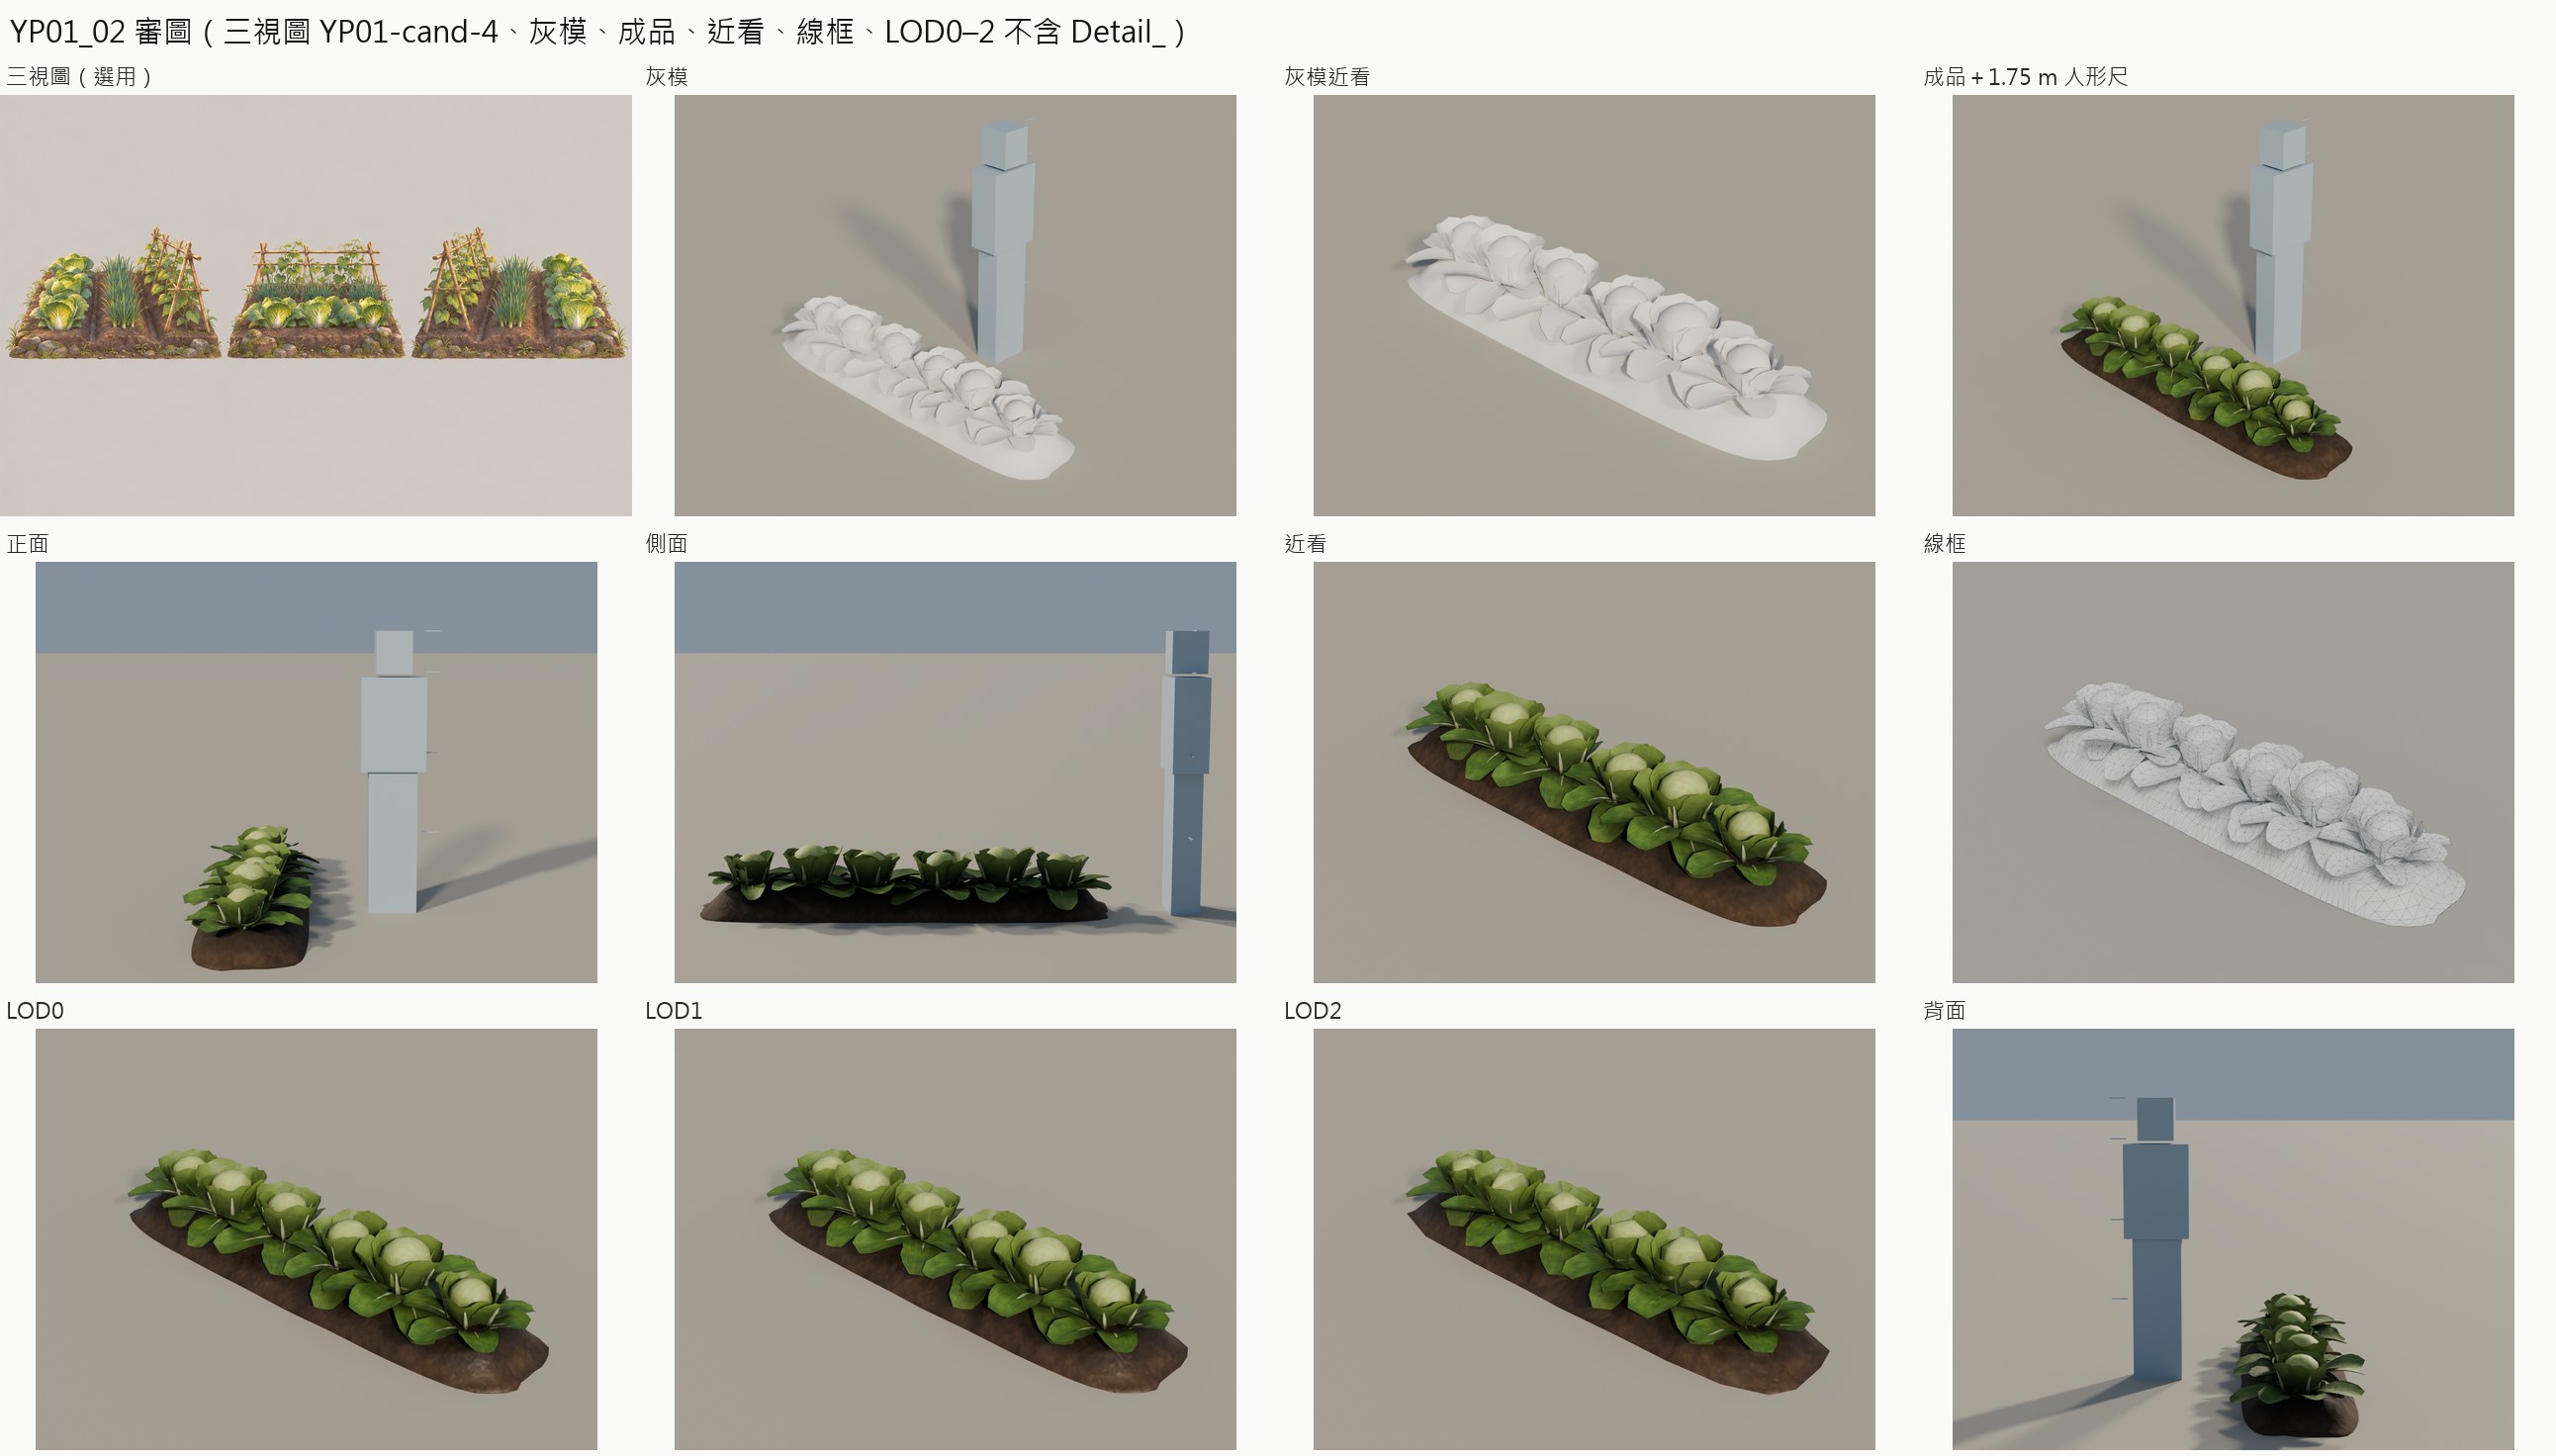 YP01_02 審圖（三視圖 YP01-cand-4、灰模、成品、近看、線框、LOD0–2 不含 Detail_）
三視圖（選用）
灰模
灰模近看
成品＋1.75 m 人形尺
正面
側面
近看
線框
LOD0
LOD1
LOD2
背面